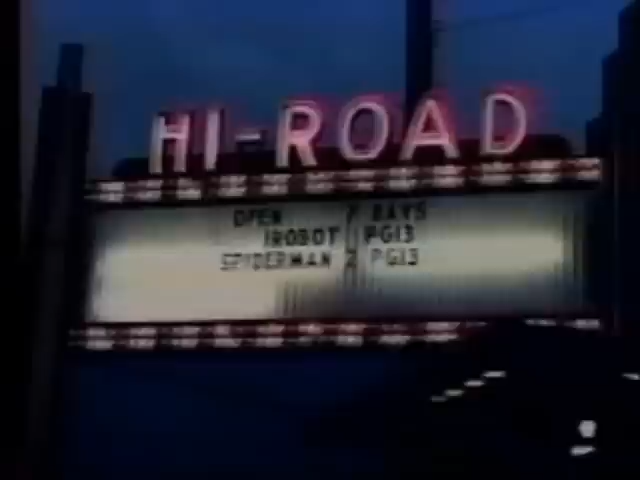 HI-ROAD
OPEN 7 DAYS
IROBOT PG13
SPIDERMAN 2 PG13